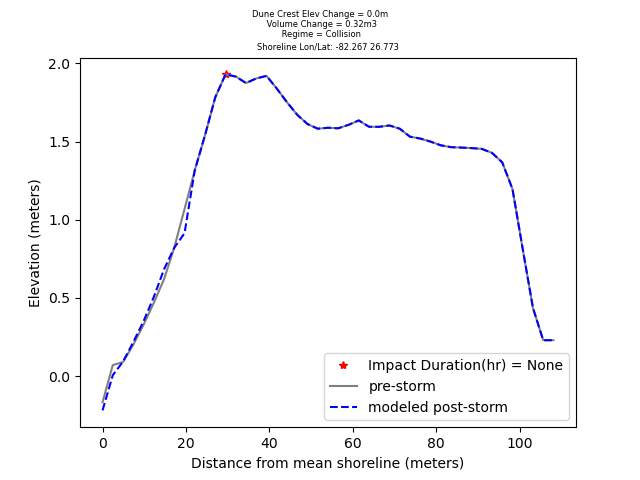 Dune Crest Elev Change = 0.0m
Volume Change = 0.32m3
Regime = Collision
Shoreline Lon/Lat: -82.267 26.773
2.0
1.5
1.0
0.5
0.0
Elevation (meters)
Impact Duration(hr) = None
pre-storm
modeled post-storm
0
20
40
60
80
100
Distance from mean shoreline (meters)